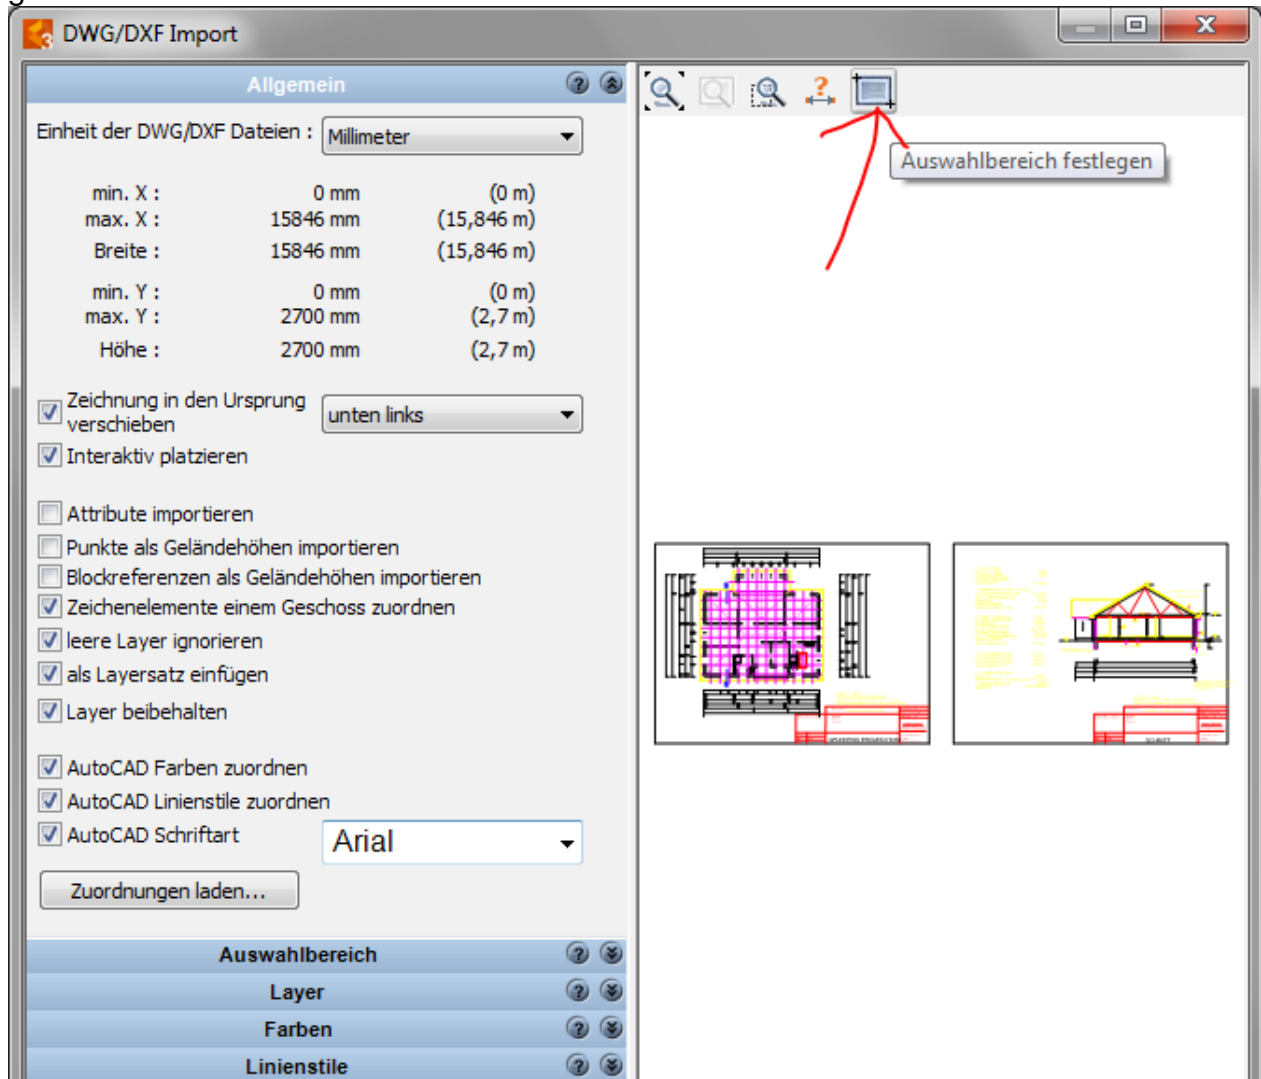 g
DWG/DXF Import
Allgemein
Einheit der DWG/DXF Dateien : Millimeter
min. X : 0 mm (0 m)
max. X : 15846 mm (15,846 m)
Breite : 15846 mm (15,846 m)
min. Y : 0 mm (0 m)
max. Y : 2700 mm (2,7 m)
Höhe : 2700 mm (2,7 m)
Zeichnung in den Ursprung
verschieben
unten links
Interaktiv platzieren
Attribute importieren
Punkte als Geländehöhen importieren
Blockreferenzen als Geländehöhen importieren
Zeichenelemente einem Geschoss zuordnen
leere Layer ignorieren
als Layersatz einfügen
Layer beibehalten
AutoCAD Farben zuordnen
AutoCAD Linienstile zuordnen
AutoCAD Schriftart Arial
Zuordnungen laden...
Auswahlbereich
Layer
Farben
Linienstile
Auswahlbereich festlegen
SCHNITT